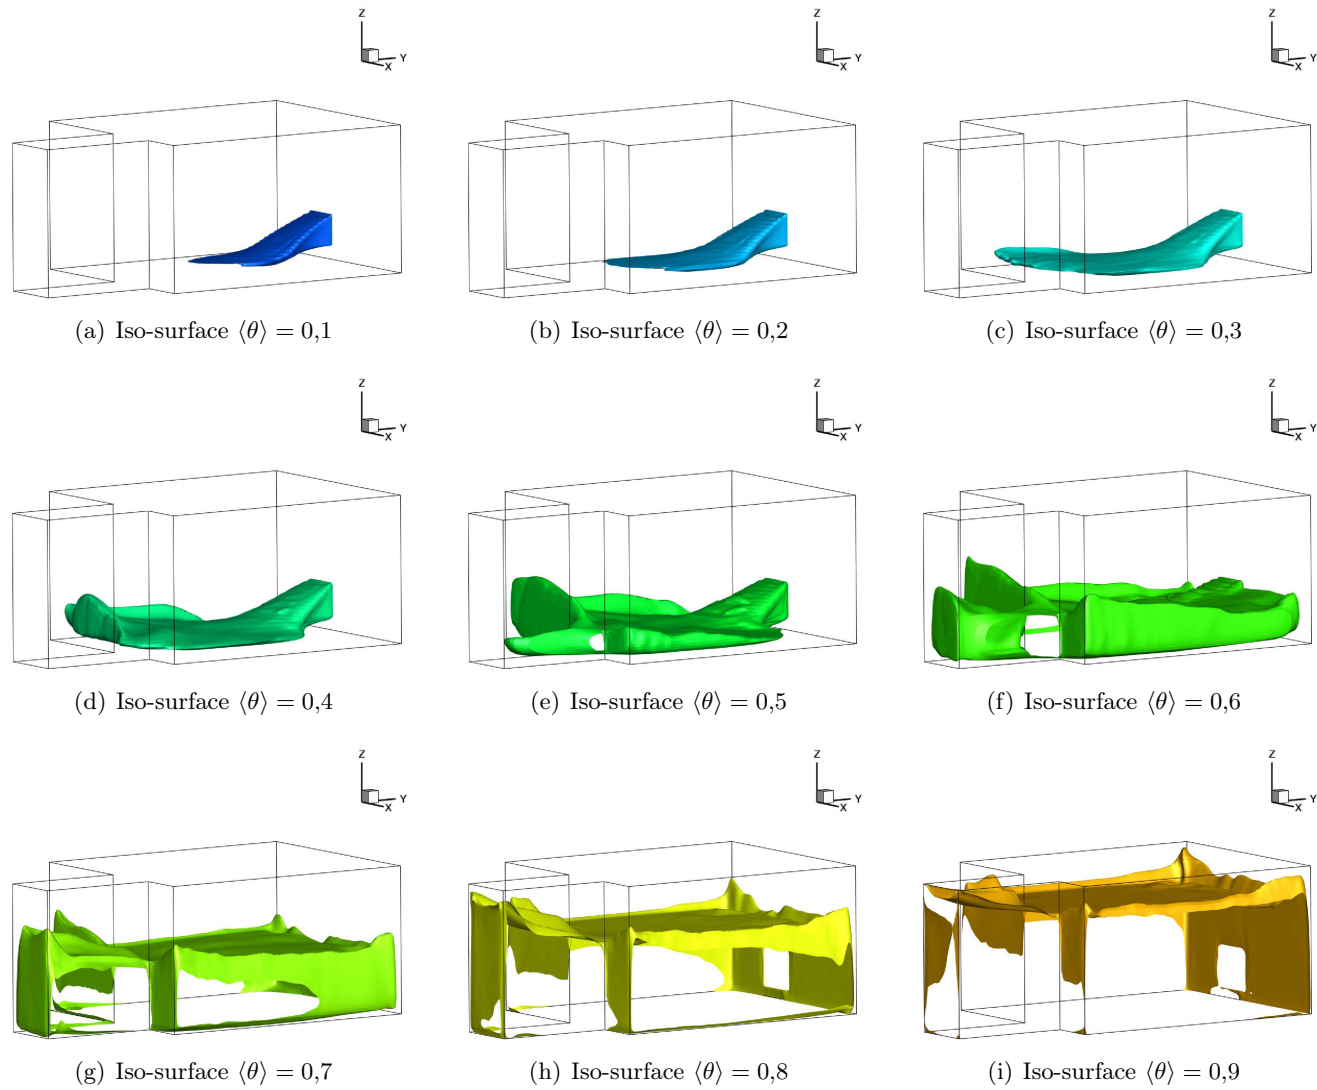 Z
Y
X
Z
Y
X
Z
Y
X
(a) Iso-surface ⟨θ⟩ = 0,1
(b) Iso-surface ⟨θ⟩ = 0,2
(c) Iso-surface ⟨θ⟩ = 0,3
Z
Y
X
Z
Y
X
Z
Y
X
(d) Iso-surface ⟨θ⟩ = 0,4
(e) Iso-surface ⟨θ⟩ = 0,5
(f) Iso-surface ⟨θ⟩ = 0,6
Z
Y
X
Z
Y
X
Z
Y
X
(g) Iso-surface ⟨θ⟩ = 0,7
(h) Iso-surface ⟨θ⟩ = 0,8
(i) Iso-surface ⟨θ⟩ = 0,9